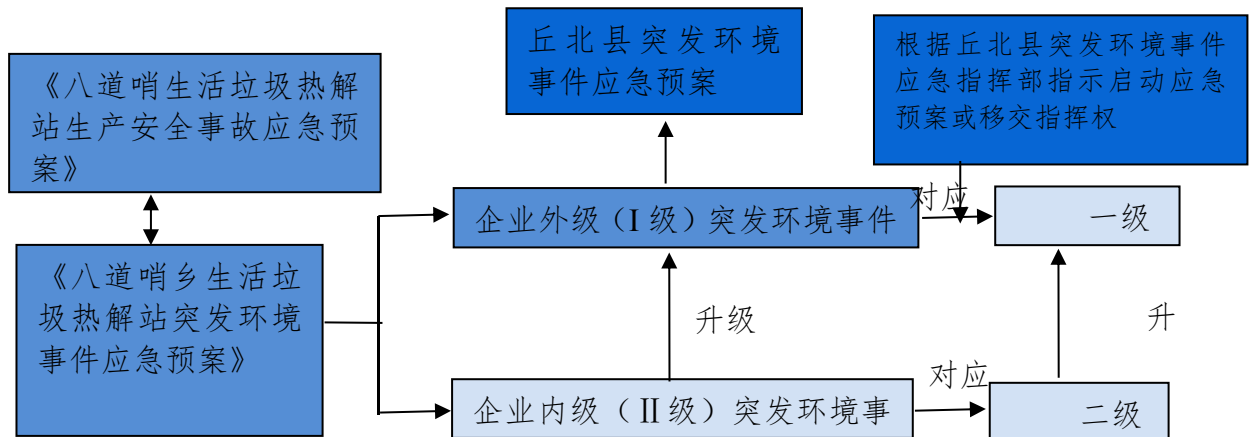 《八道哨生活垃圾热解
站生产安全事故应急预
案》
丘北县突发环境
事件应急预案
根据丘北县突发环境事件
应急指挥部指示启动应急
预案或移交指挥权
《八道哨乡生活垃
圾热解站突发环境
事件应急预案》
企业外级（I级）突发环境事件
对应
一级
升级
升
企业内级（Ⅱ级）突发环境事
对应
二级